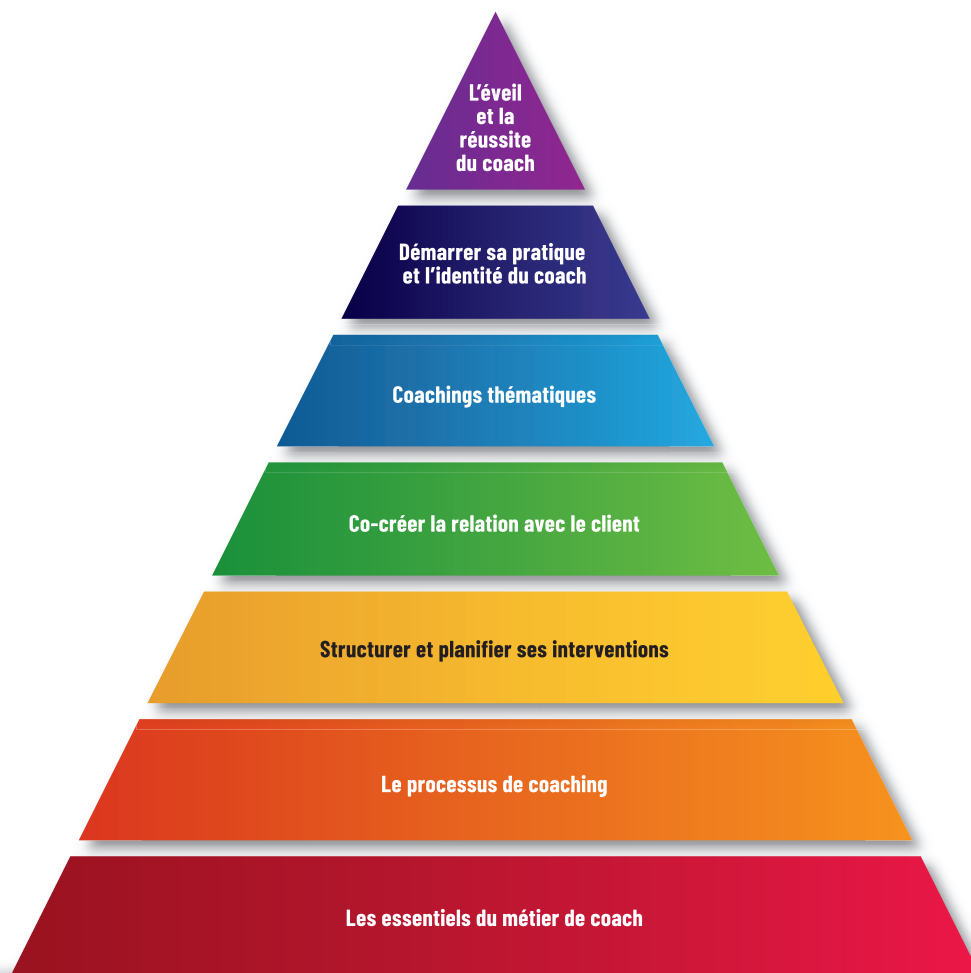 L'éveil
et la
réussite
du coach
Démarrer sa pratique
et l'identité du coach
Coachings thématiques
Co-créer la relation avec le client
Structurer et planifier ses interventions
Le processus de coaching
Les essentiels du métier de coach